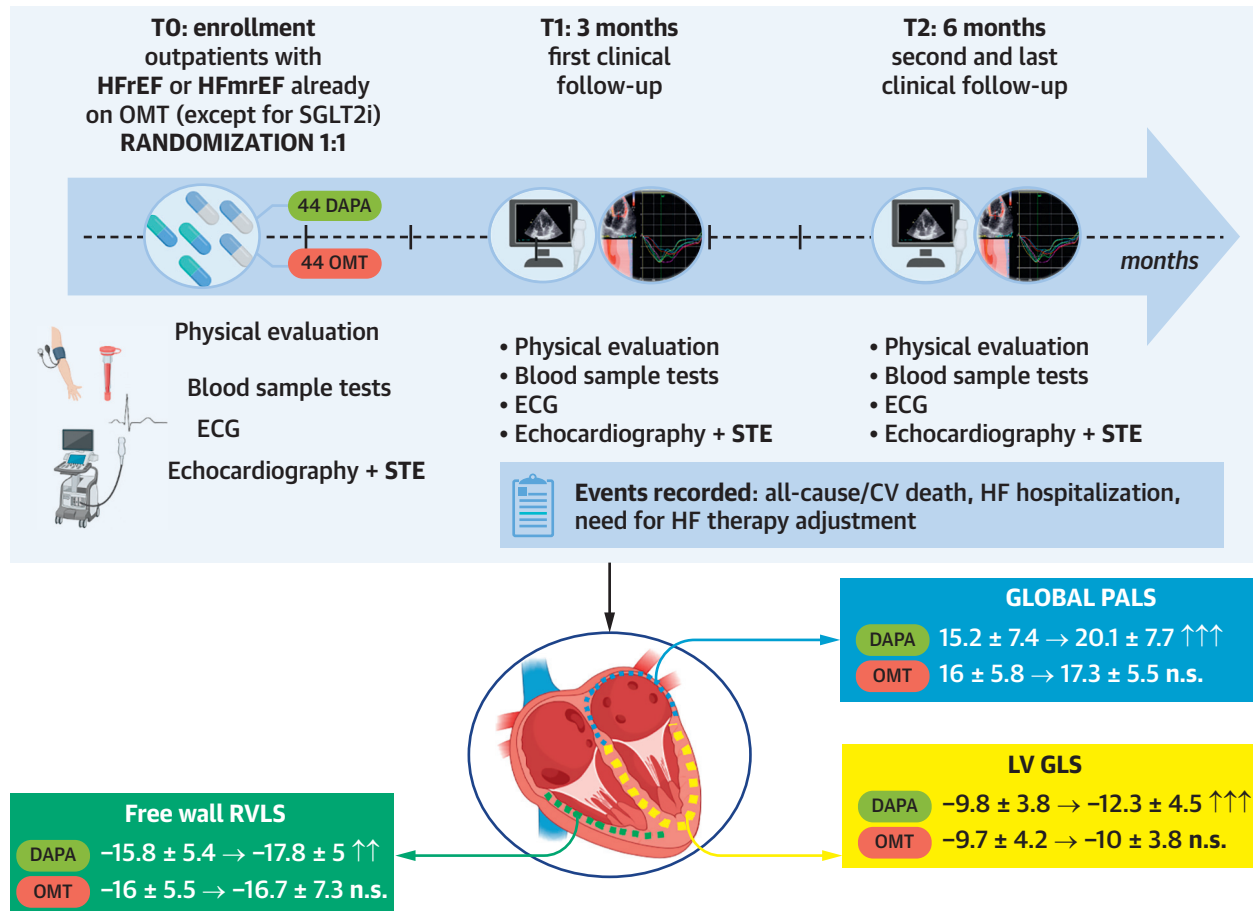 T0: enrollment
outpatients with
HFrEF or HFmrEF already
on OMT (except for SGLT2i)
RANDOMIZATION 1:1
T1: 3 months
first clinical
follow-up
T2: 6 months
second and last
clinical follow-up
44 DAPA
44 OMT
months
Physical evaluation
Blood sample tests
ECG
Echocardiography + STE
• Physical evaluation
• Blood sample tests
• ECG
• Echocardiography + STE
• Physical evaluation
• Blood sample tests
• ECG
• Echocardiography + STE
Events recorded: all-cause/CV death, HF hospitalization,
need for HF therapy adjustment
GLOBAL PALS
DAPA 15.2 ± 7.4 → 20.1 ± 7.7 ↑↑↑
OMT 16 ± 5.8 → 17.3 ± 5.5 n.s.
LV GLS
DAPA −9.8 ± 3.8 → −12.3 ± 4.5 ↑↑↑
OMT −9.7 ± 4.2 → −10 ± 3.8 n.s.
Free wall RVLS
DAPA −15.8 ± 5.4 → −17.8 ± 5 ↑↑
OMT −16 ± 5.5 → −16.7 ± 7.3 n.s.